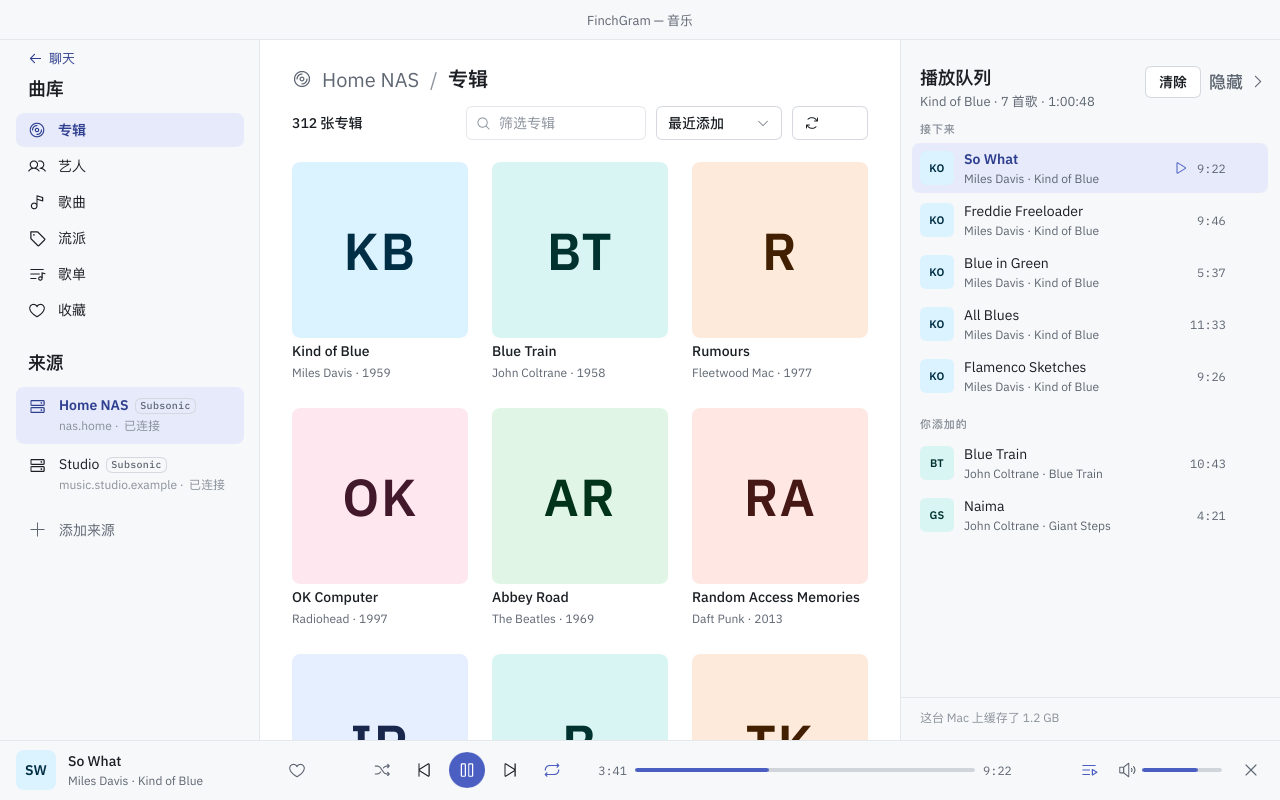 FinchGram — 音乐
聊天
曲库
专辑
艺人
歌曲
流派
歌单
收藏
来源
Home NAS Subsonic
nas.home · 已连接
Studio Subsonic
music.studio.example · 已连接
添加来源
Home NAS / 专辑
312 张专辑
筛选专辑
最近添加
KB
Kind of Blue
Miles Davis · 1959
BT
Blue Train
John Coltrane · 1958
R
Rumours
Fleetwood Mac · 1977
OK
OK Computer
Radiohead · 1997
AR
Abbey Road
The Beatles · 1969
RA
Random Access Memories
Daft Punk · 2013
TK
播放队列
Kind of Blue · 7 首歌 · 1:00:48
清除
隐藏
接下来
KO
So What
Miles Davis · Kind of Blue
9:22
KO
Freddie Freeloader
Miles Davis · Kind of Blue
9:46
KO
Blue in Green
Miles Davis · Kind of Blue
5:37
KO
All Blues
Miles Davis · Kind of Blue
11:33
KO
Flamenco Sketches
Miles Davis · Kind of Blue
9:26
你添加的
BT
Blue Train
John Coltrane · Blue Train
10:43
GS
Naima
John Coltrane · Giant Steps
4:21
这台 Mac 上缓存了 1.2 GB
SW
So What
Miles Davis · Kind of Blue
3:41
9:22